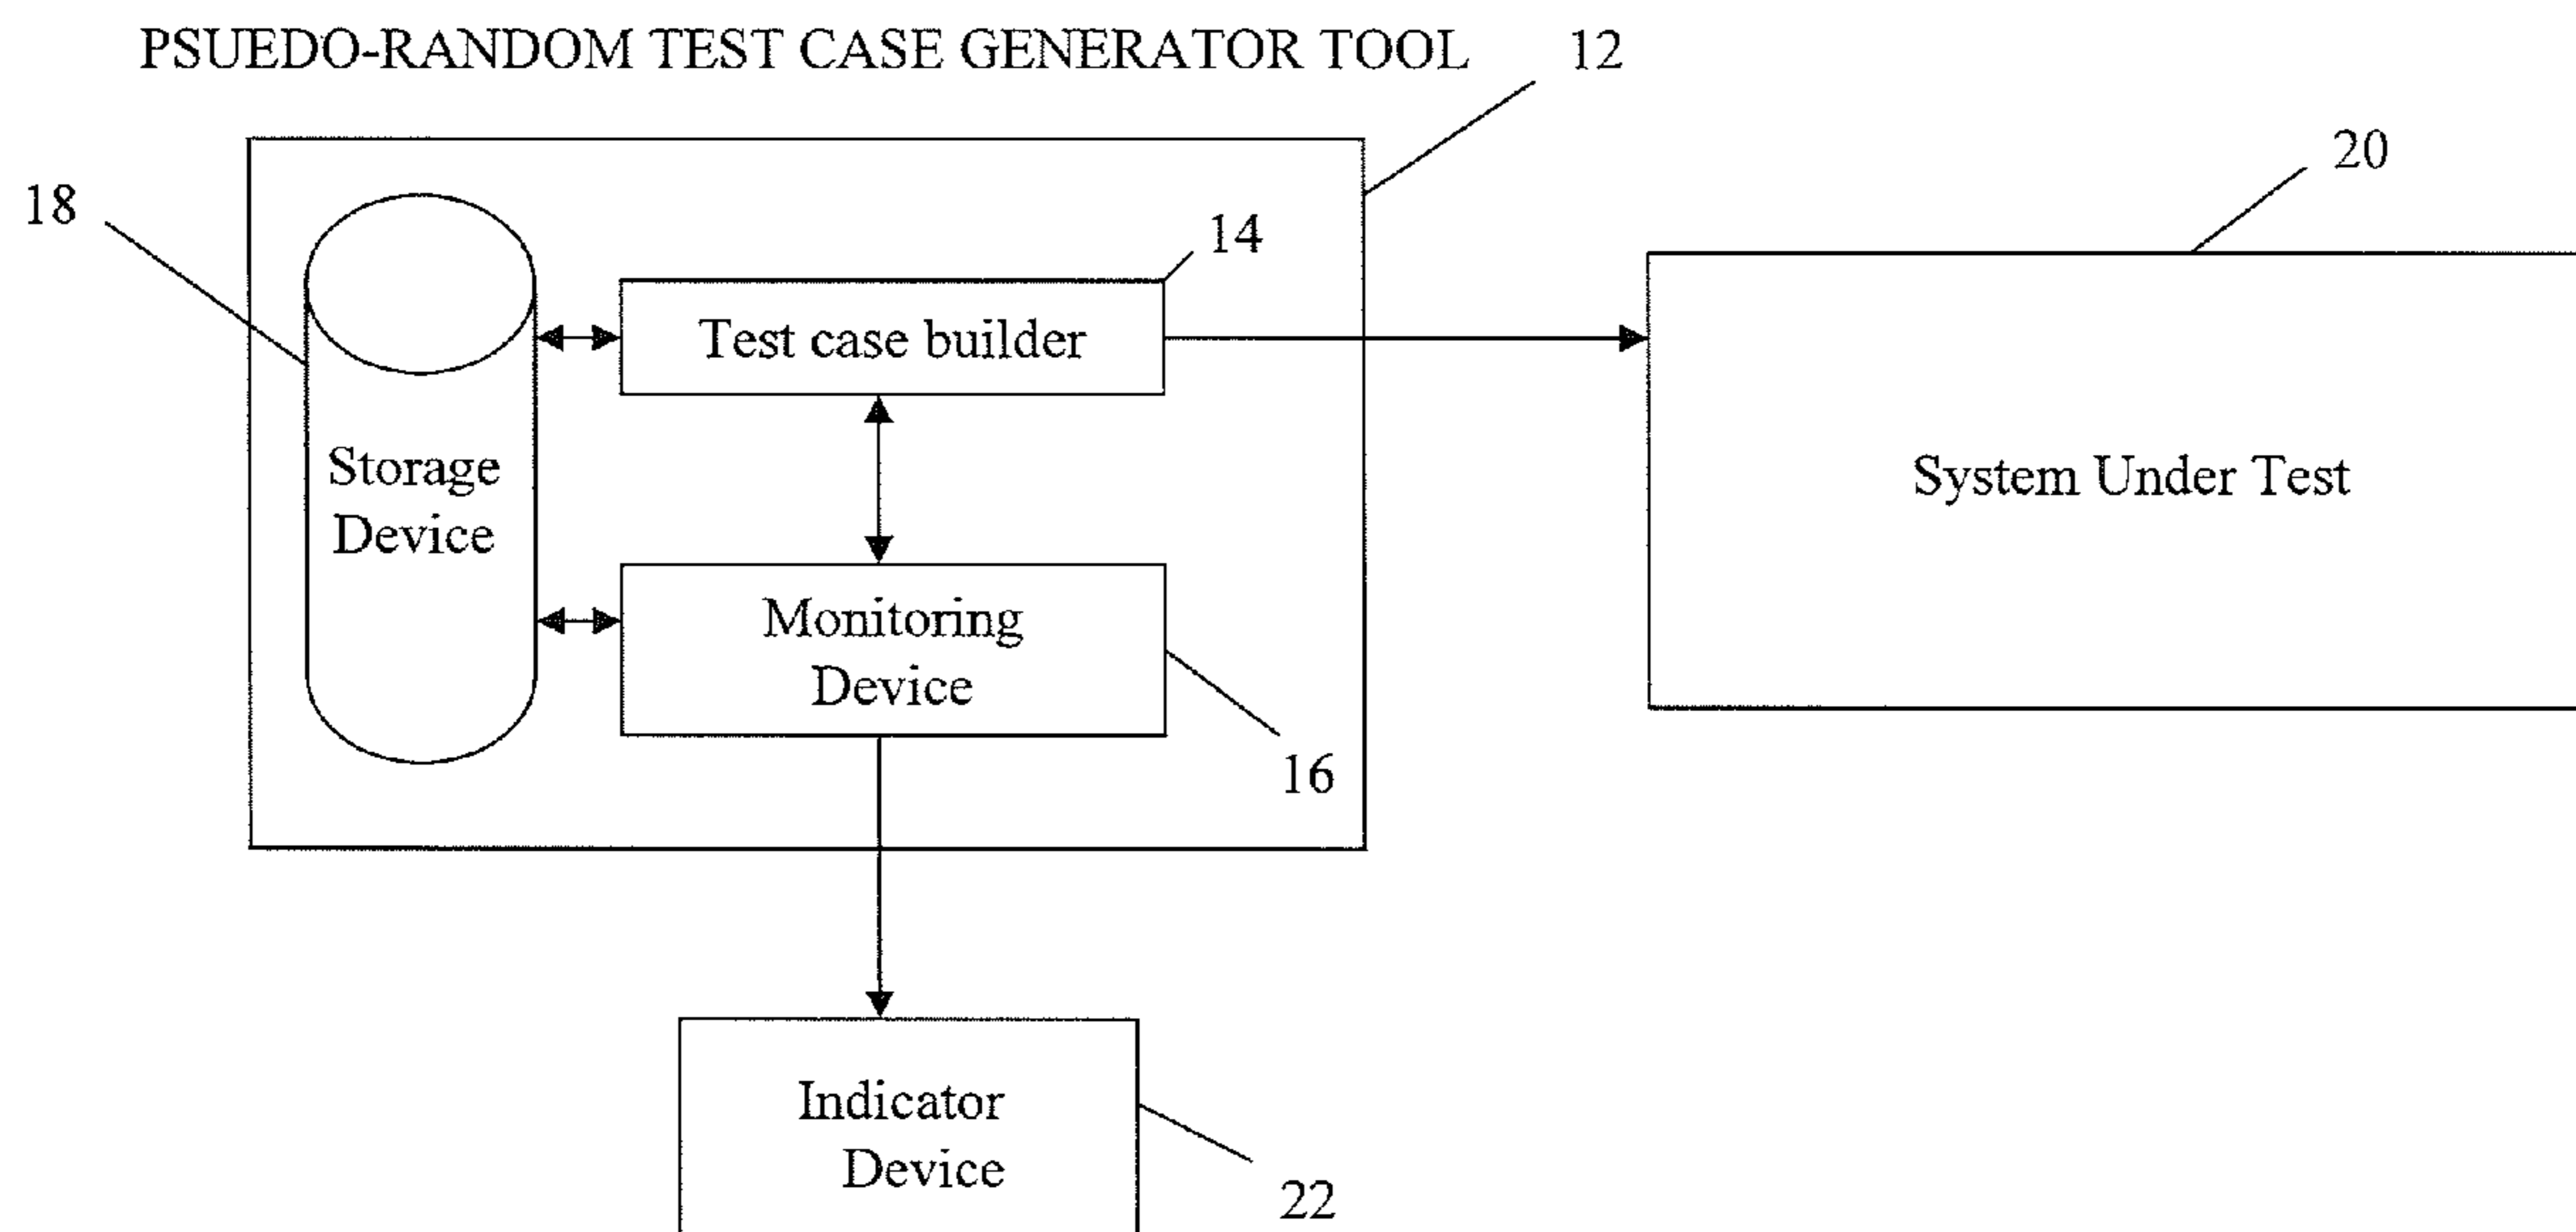 PSUEDO-RANDOM TEST CASE GENERATOR TOOL
12
20
18
14
Test case builder
Storage
Device
System Under Test
Monitoring
Device
16
Indicator
Device
22